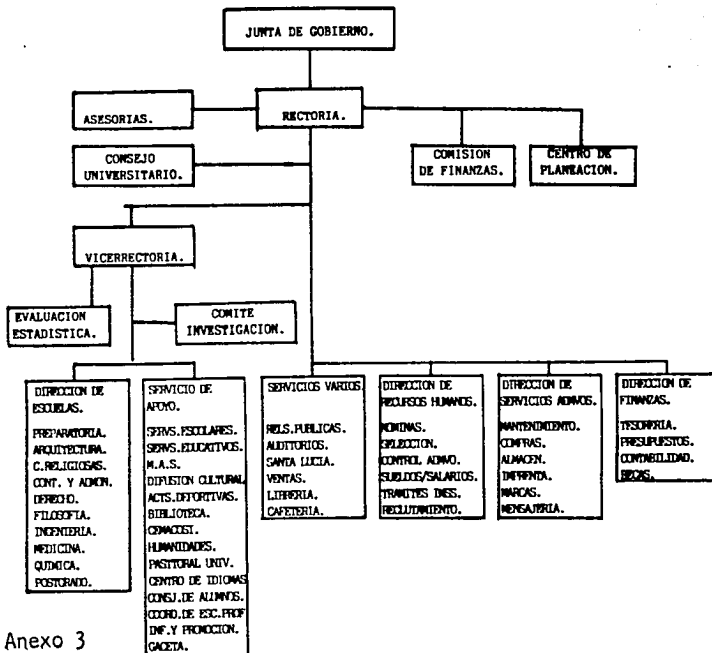 JUNTA DE GOBIERNO.
ASESORIAS.
RECTORIA.
CONSEJO
UNIVERSITARIO.
COMISION
DE FINANZAS.
CENTRO DE
PLANEACION.
VICERRECTORIA.
EVALUACION
ESTADISTICA.
COMITE
INVESTIGACION.
DIRECCION DE
ESCUELAS.
PREPARATORIA.
ARQUITECTURA.
C.RELIGIOSAS.
CONT. Y ADMON.
DERECHO.
FILOSOFIA.
INGENIERIA.
MEDICINA.
QUIMICA.
POSTGRADO.
SERVICIO DE
APOYO.
SERVS.ESCOLARES.
SERVS.EDUCATIVOS.
M.A.S.
DIFUSION CULTURAL
ACTS.DEPORTIVAS.
BIBLIOTECA.
CEMACOSI.
HUMANIDADES.
PASTTORAL UNIV.
CENTRO DE IDIOMAS
CONSJ.DE ALUMNOS.
COORD.DE ESC.PROF
INF.Y PROMOCION.
GACETA.
SERVICIOS VARIOS
RELS.PUBLICAS.
AUDITORIOS.
SANTA LUCIA.
VENTAS.
LIBRERIA.
CAFETERIA.
DIRECCION DE
RECURSOS HUMANOS.
NOMINAS.
SELECCION.
CONTROL ADMVO.
SUELDOS/SALARIOS.
TRAMITES IMSS.
RECLUTAMIENTO.
DIRECCION DE
SERVICIOS ADMVOS.
MANTENIMIENTO.
COMPRAS.
ALMACEN.
IMPRENTA.
MARCAS.
MENSAJERIA.
DIRECCION DE
FINANZAS.
TESORERIA.
PRESUPUESTOS.
CONTABILIDAD.
BECAS.
Anexo 3